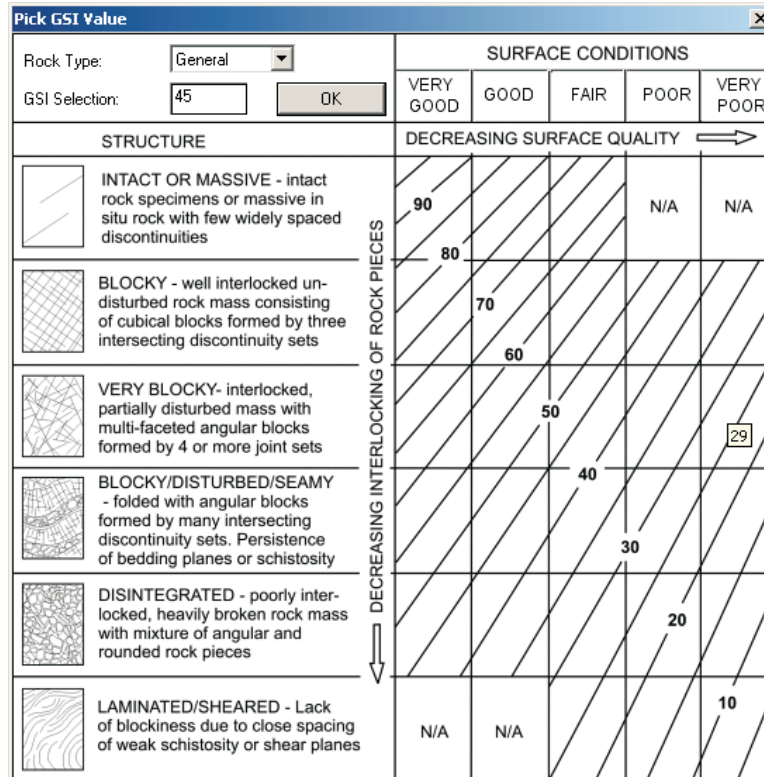 Pick GSI Value
Rock Type:
General
GSI Selection:
45
OK
SURFACE CONDITIONS
VERY GOOD
GOOD
FAIR
POOR
VERY POOR
STRUCTURE
DECREASING SURFACE QUALITY
DECREASING INTERLOCKING OF ROCK PIECES
INTACT OR MASSIVE - intact
rock specimens or massive in
situ rock with few widely spaced
discontinuities
N/A
N/A
90
80
BLOCKY - well interlocked un-
disturbed rock mass consisting
of cubical blocks formed by three
intersecting discontinuity sets
70
60
VERY BLOCKY- interlocked,
partially disturbed mass with
multi-faceted angular blocks
formed by 4 or more joint sets
50
29
BLOCKY/DISTURBED/SEAMY
- folded with angular blocks
formed by many intersecting
discontinuity sets. Persistence
of bedding planes or schistosity
40
30
DISINTEGRATED - poorly inter-
locked, heavily broken rock mass
with mixture of angular and
rounded rock pieces
20
LAMINATED/SHEARED - Lack
of blockiness due to close spacing
of weak schistosity or shear planes
N/A
N/A
10